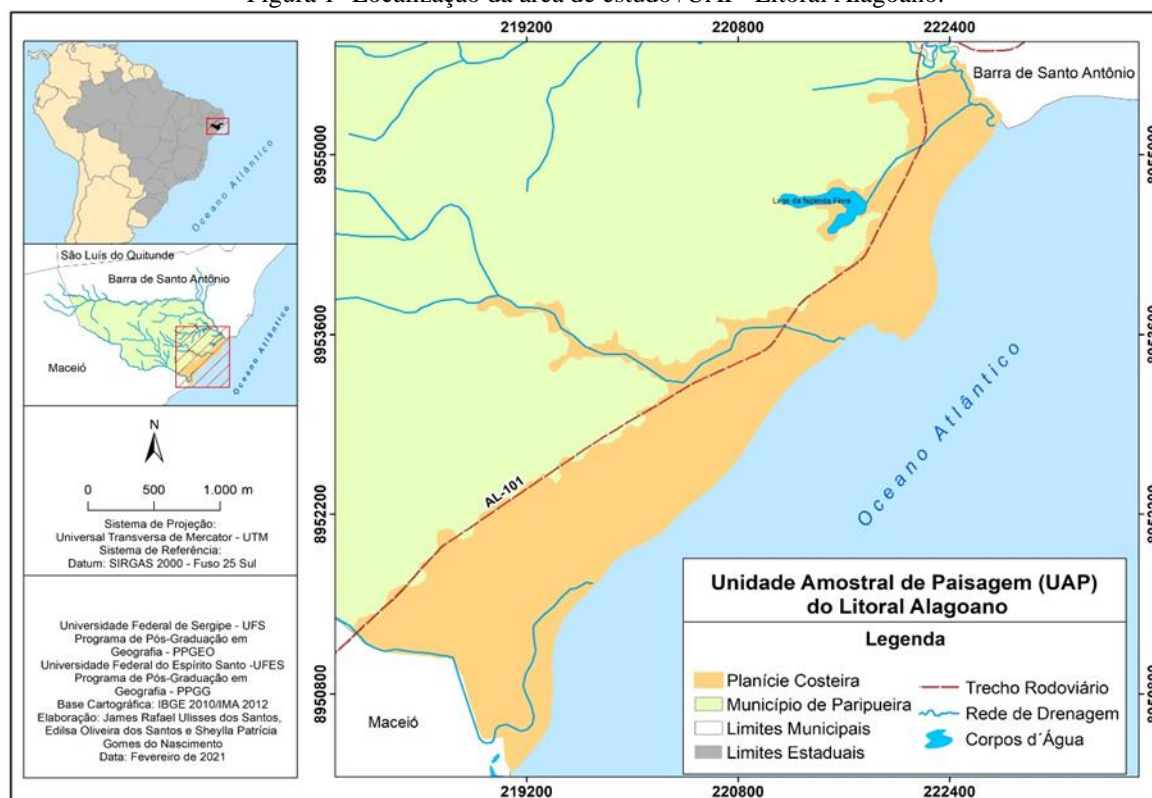 Figura 1- Localização da área de estudo /UAP- Litoral Alagoano.
219200
220800
222400
Barra de Santo Antônio
8955000
8955000
Lago da fazenda Flore
Oceano Atlântico
São Luís do Quitunde
Barra de Santo Antônio
Maceió
Oceano Atlântico
8953600
8953600
Oceano Atlântico
AL-101
8952200
8952200
N
0 500 1.000 m
Sistema de Projeção:
Universal Transversa de Mercator - UTM
Sistema de Referência:
Datum: SIRGAS 2000 - Fuso 25 Sul
Universidade Federal de Sergipe - UFS
Programa de Pós-Graduação em
Geografia - PPGEO
Universidade Federal do Espírito Santo -UFES
Programa de Pós-Graduação em
Geografia - PPGG
Base Cartográfica: IBGE 2010/IMA 2012
Elaboração: James Rafael Ulisses dos Santos,
Edilsa Oliveira dos Santos e Sheylla Patrícia
Gomes do Nascimento
Data: Fevereiro de 2021
8950800
8950800
Maceió
Unidade Amostral de Paisagem (UAP)
do Litoral Alagoano
Legenda
Planície Costeira
Município de Paripueira
Limites Municipais
Limites Estaduais
Trecho Rodoviário
Rede de Drenagem
Corpos d´Água
219200
220800
222400